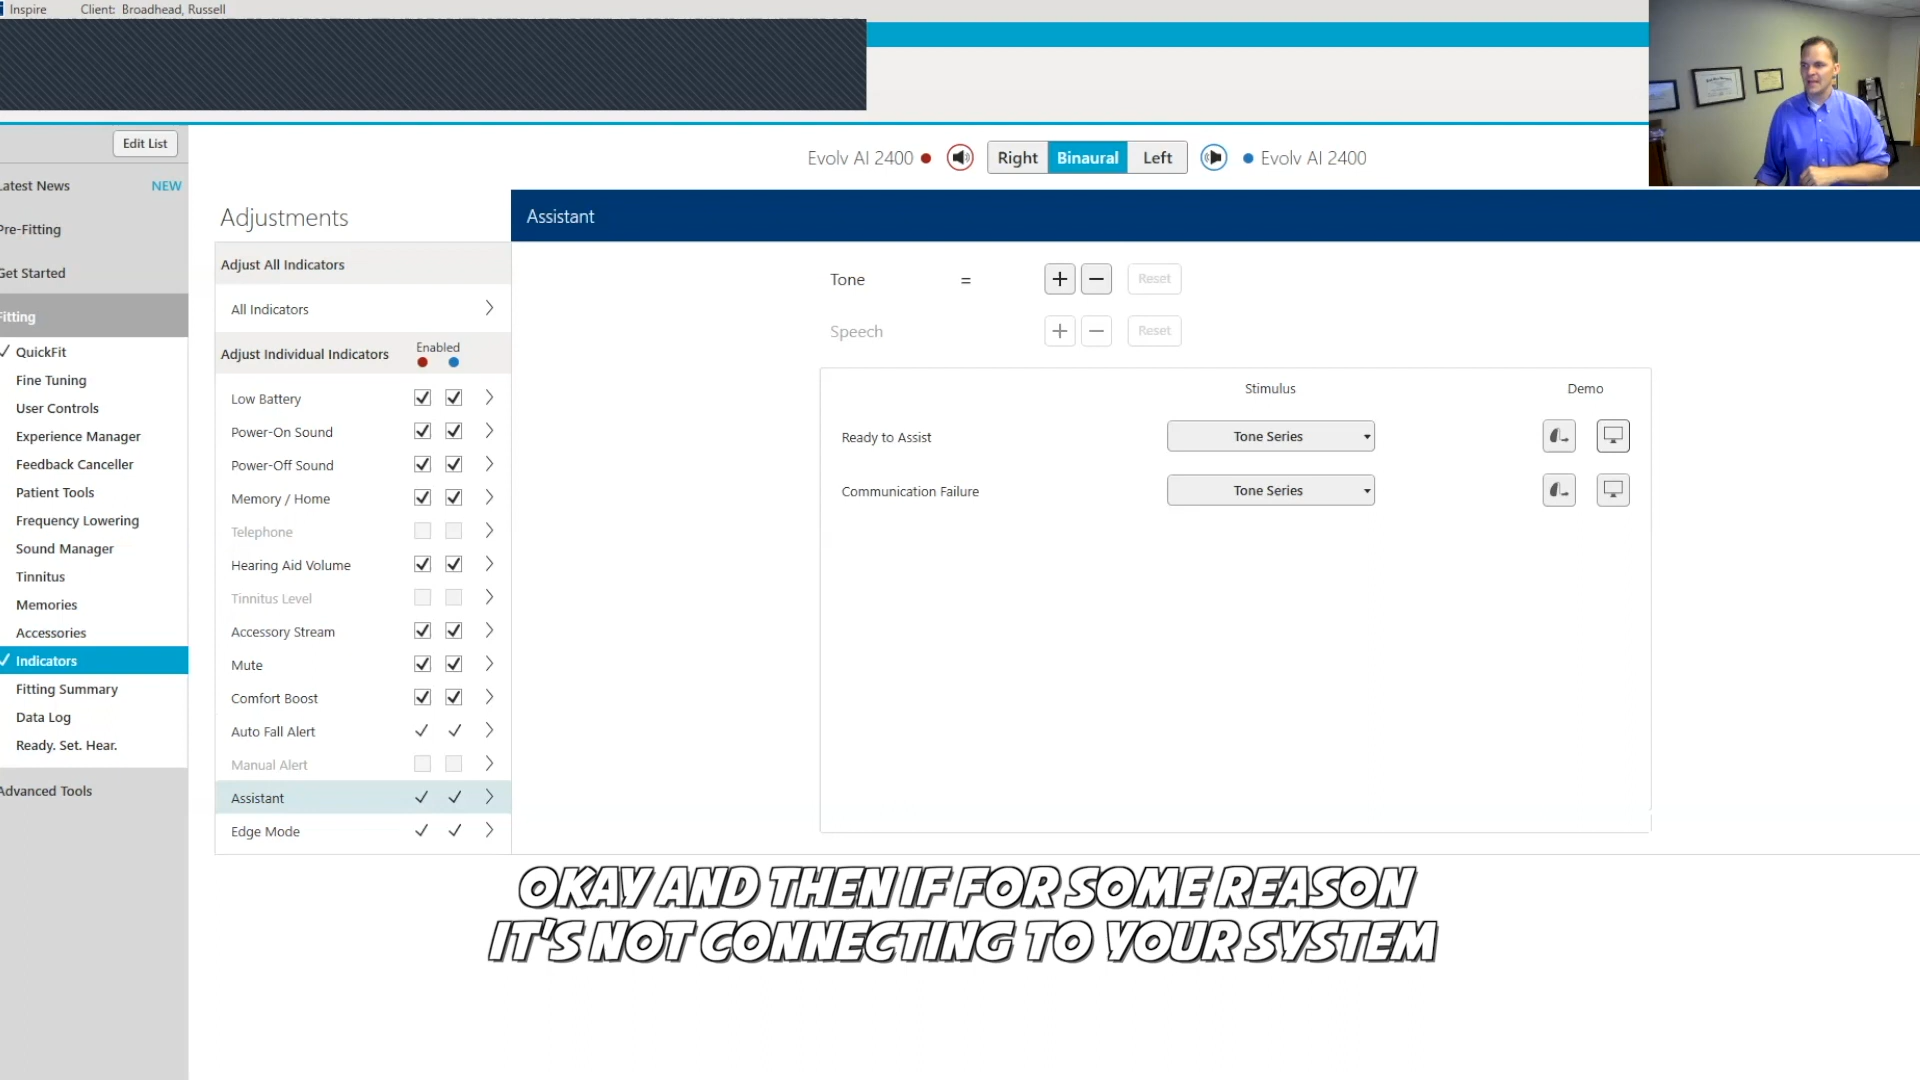 Inspire
Client: Broadhead, Russell
Edit List
Latest News NEW
Pre-Fitting
Get Started
Fitting
QuickFit
Fine Tuning
User Controls
Experience Manager
Feedback Canceller
Patient Tools
Frequency Lowering
Sound Manager
Tinnitus
Memories
Accessories
Indicators
Fitting Summary
Data Log
Ready. Set. Hear.
Advanced Tools
Evolv AI 2400
Right
Binaural
Left
Evolv AI 2400
Adjustments
Adjust All Indicators
All Indicators
Adjust Individual Indicators
Enabled
Low Battery
Power-On Sound
Power-Off Sound
Memory / Home
Telephone
Hearing Aid Volume
Tinnitus Level
Accessory Stream
Mute
Comfort Boost
Auto Fall Alert
Manual Alert
Assistant
Edge Mode
Assistant
Tone = + − Reset
Speech + − Reset
Stimulus Demo
Ready to Assist Tone Series
Communication Failure Tone Series
OKAY AND THEN IF FOR SOME REASON
IT'S NOT CONNECTING TO YOUR SYSTEM